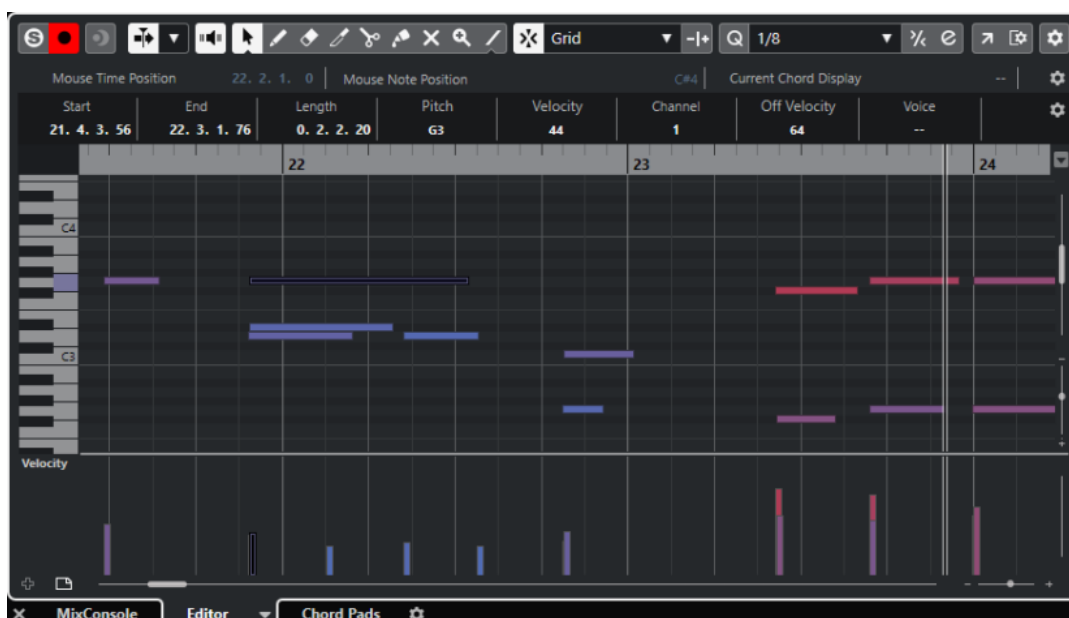 S Grid Q 1/8
Mouse Time Position 22. 2. 1. 0 Mouse Note Position C#4 Current Chord Display --
Start End Length Pitch Velocity Channel Off Velocity Voice
21. 4. 3. 56 22. 3. 1. 76 0. 2. 2. 20 G3 44 1 64 --
22 23 24
C4
C3
Velocity
MixConsole Editor Chord Pads